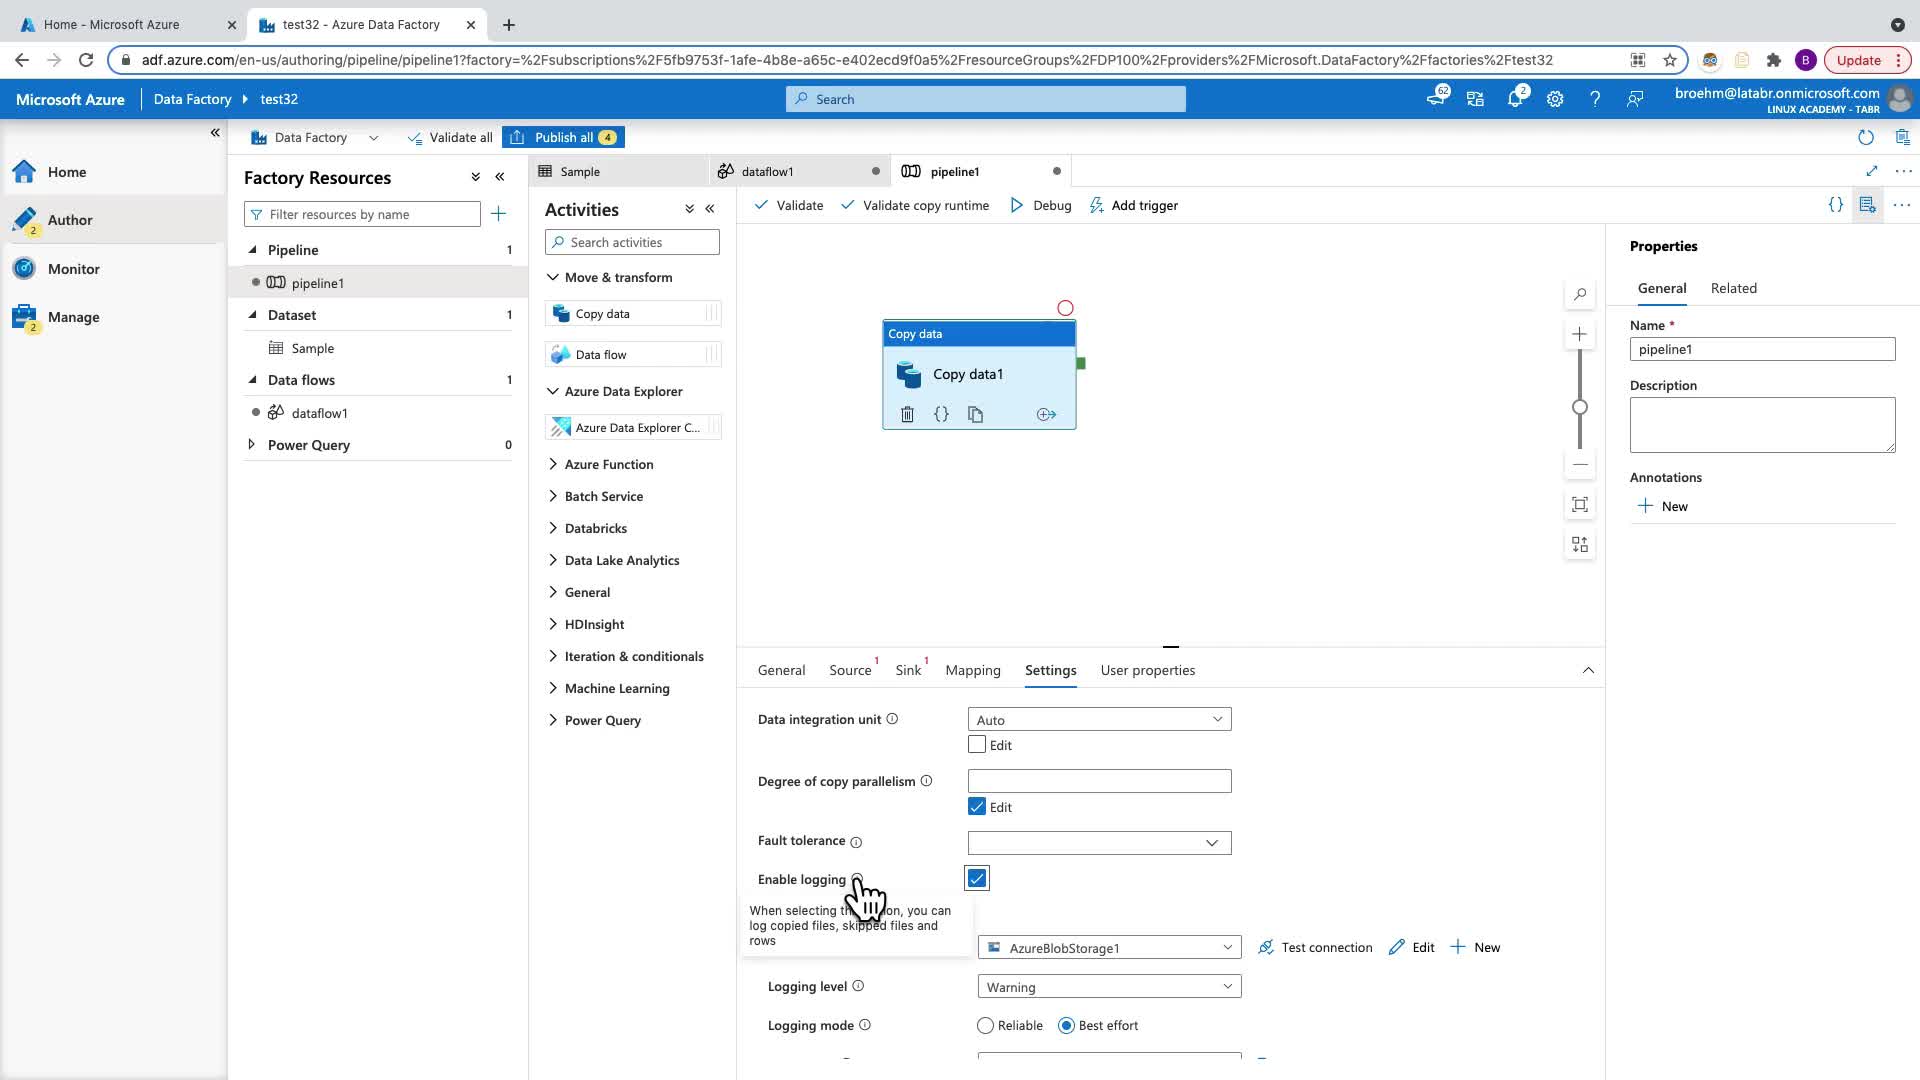 Home - Microsoft Azure
test32 - Azure Data Factory
adf.azure.com/en-us/authoring/pipeline/pipeline1?factory=%2Fsubscriptions%2F5fb9753f-1afe-4b8e-a65c-e402ecd9f0a5%2FresourceGroups%2FDP100%2Fproviders%2FMicrosoft.DataFactory%2Ffactories%2Ftest32
B
Update
Microsoft Azure
Data Factory
test32
Search
62
2
broehm@latabr.onmicrosoft.com
LINUX ACADEMY - TABR
Data Factory
Validate all
Publish all
4
Home
Author
2
Monitor
Manage
2
Factory Resources
Filter resources by name
Pipeline
1
pipeline1
Dataset
1
Sample
Data flows
1
dataflow1
Power Query
0
Sample
dataflow1
pipeline1
Activities
Search activities
Move & transform
Copy data
Data flow
Azure Data Explorer
Azure Data Explorer C...
Azure Function
Batch Service
Databricks
Data Lake Analytics
General
HDInsight
Iteration & conditionals
Machine Learning
Power Query
Validate
Validate copy runtime
Debug
Add trigger
Copy data
Copy data1
Properties
General
Related
Name *
pipeline1
Description
Annotations
New
General
Source 1
Sink 1
Mapping
Settings
User properties
Data integration unit
Auto
Edit
Degree of copy parallelism
Edit
Fault tolerance
Enable logging
When selecting , you can
log copied files, skipped files and
rows
AzureBlobStorage1
Test connection
Edit
New
Logging level
Warning
Logging mode
Reliable
Best effort